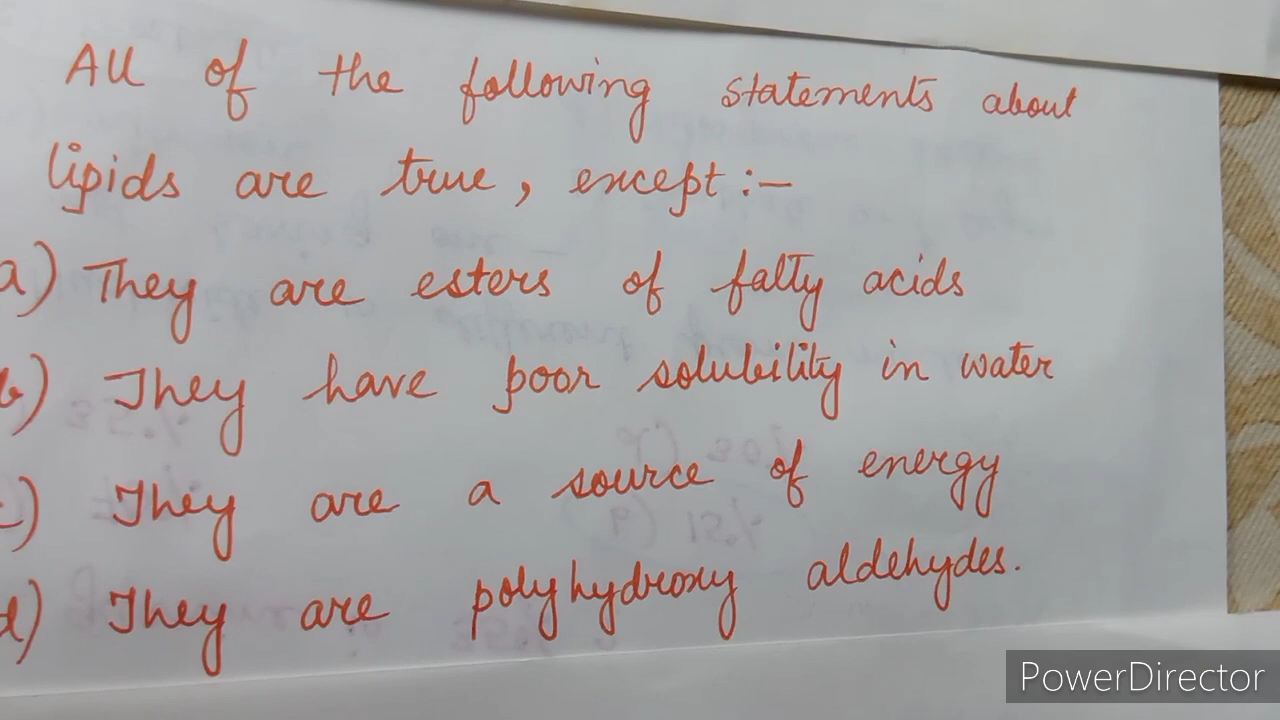 All of the following statements about
lipids are true, except :-
a) They are esters of fatty acids
b) They have poor solubility in water
c) They are a source of energy
d) They are polyhydroxy aldehydes.
PowerDirector